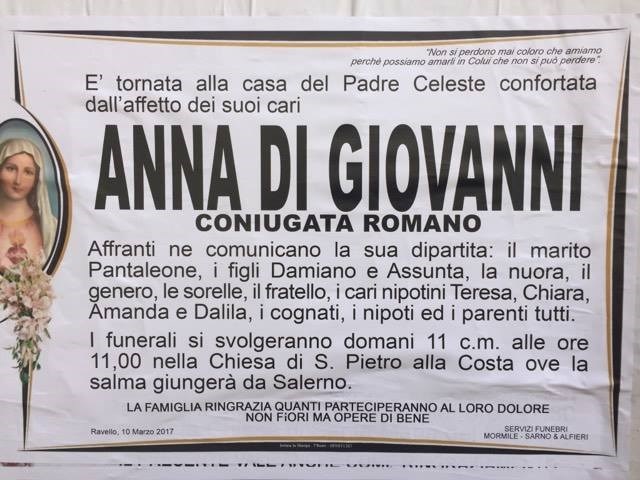 "Non si perdono mai coloro che amiamo
perchè possiamo amarli in Colui che non si può perdere".
E' tornata alla casa del Padre Celeste confortata
dall'affetto dei suoi cari
ANNA DI GIOVANNI
CONIUGATA ROMANO
Affranti ne comunicano la sua dipartita: il marito
Pantaleone, i figli Damiano e Assunta, la nuora, il
genero, le sorelle, il fratello, i cari nipotini Teresa, Chiara,
Amanda e Dalila, i cognati, i nipoti ed i parenti tutti.
I funerali si svolgeranno domani 11 c.m. alle ore
11,00 nella Chiesa di S. Pietro alla Costa ove la
salma giungerà da Salerno.
LA FAMIGLIA RINGRAZIA QUANTI PARTECIPERANNO AL LORO DOLORE
NON FiORI MA OPERE DI BENE
Ravello, 10 Marzo 2017
SERVIZI FUNEBRI
MORMILE - SARNO & ALFIERI